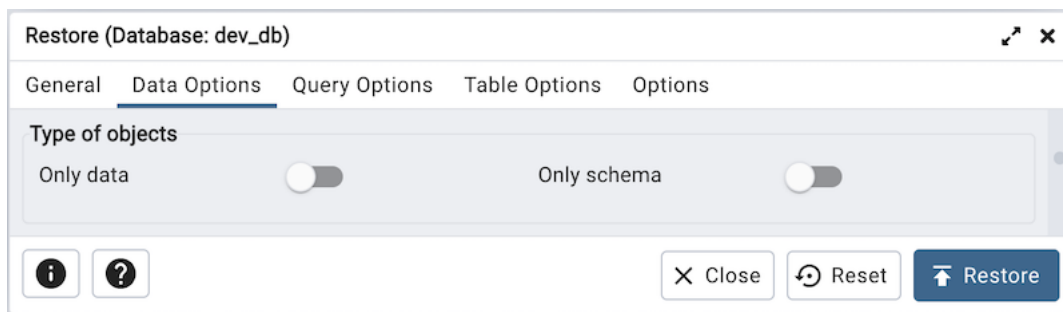 Restore (Database: dev_db)
General Data Options Query Options Table Options Options
Type of objects
Only data Only schema
Close Reset Restore